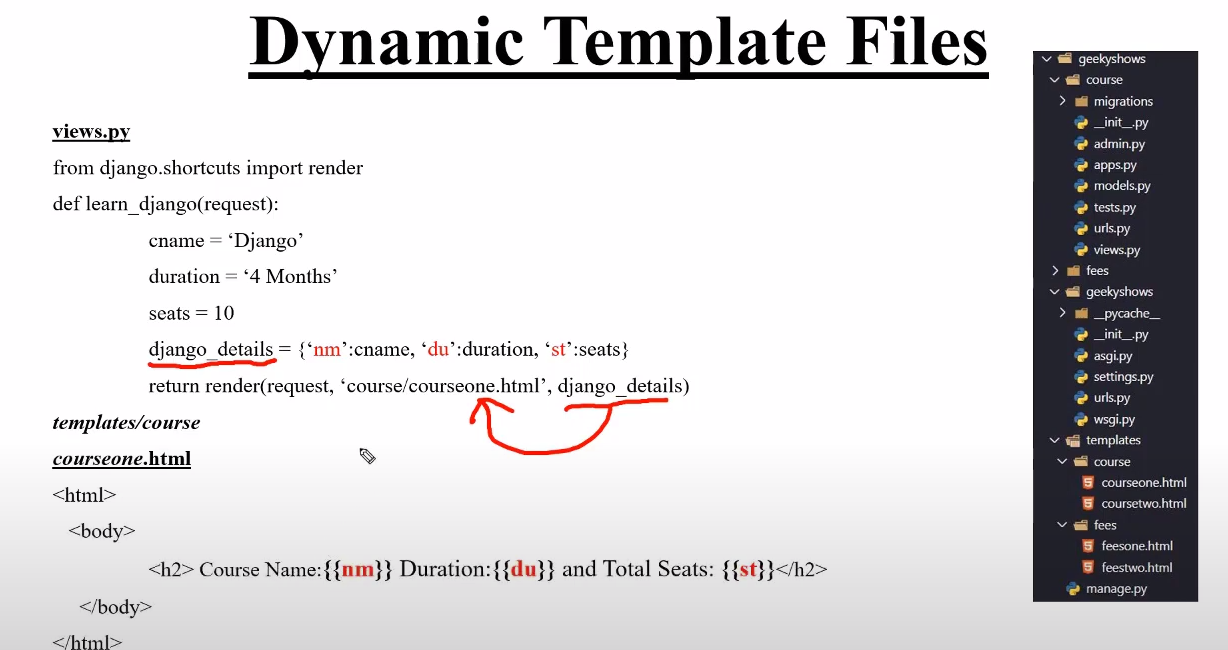 Dynamic Template Files
views.py
from django.shortcuts import render
def learn_django(request):
cname = ‘Django’
duration = ‘4 Months’
seats = 10
django_details = {‘nm’:cname, ‘du’:duration, ‘st’:seats}
return render(request, ‘course/courseone.html’, django_details)
templates/course
courseone.html
<html>
<body>
<h2> Course Name:{{nm}} Duration:{{du}} and Total Seats: {{st}}</h2>
</body>
</html>
geekyshows
course
migrations
__init__.py
admin.py
apps.py
models.py
tests.py
urls.py
views.py
fees
geekyshows
__pycache__
__init__.py
asgi.py
settings.py
urls.py
wsgi.py
templates
course
courseone.html
coursetwo.html
fees
feesone.html
feestwo.html
manage.py